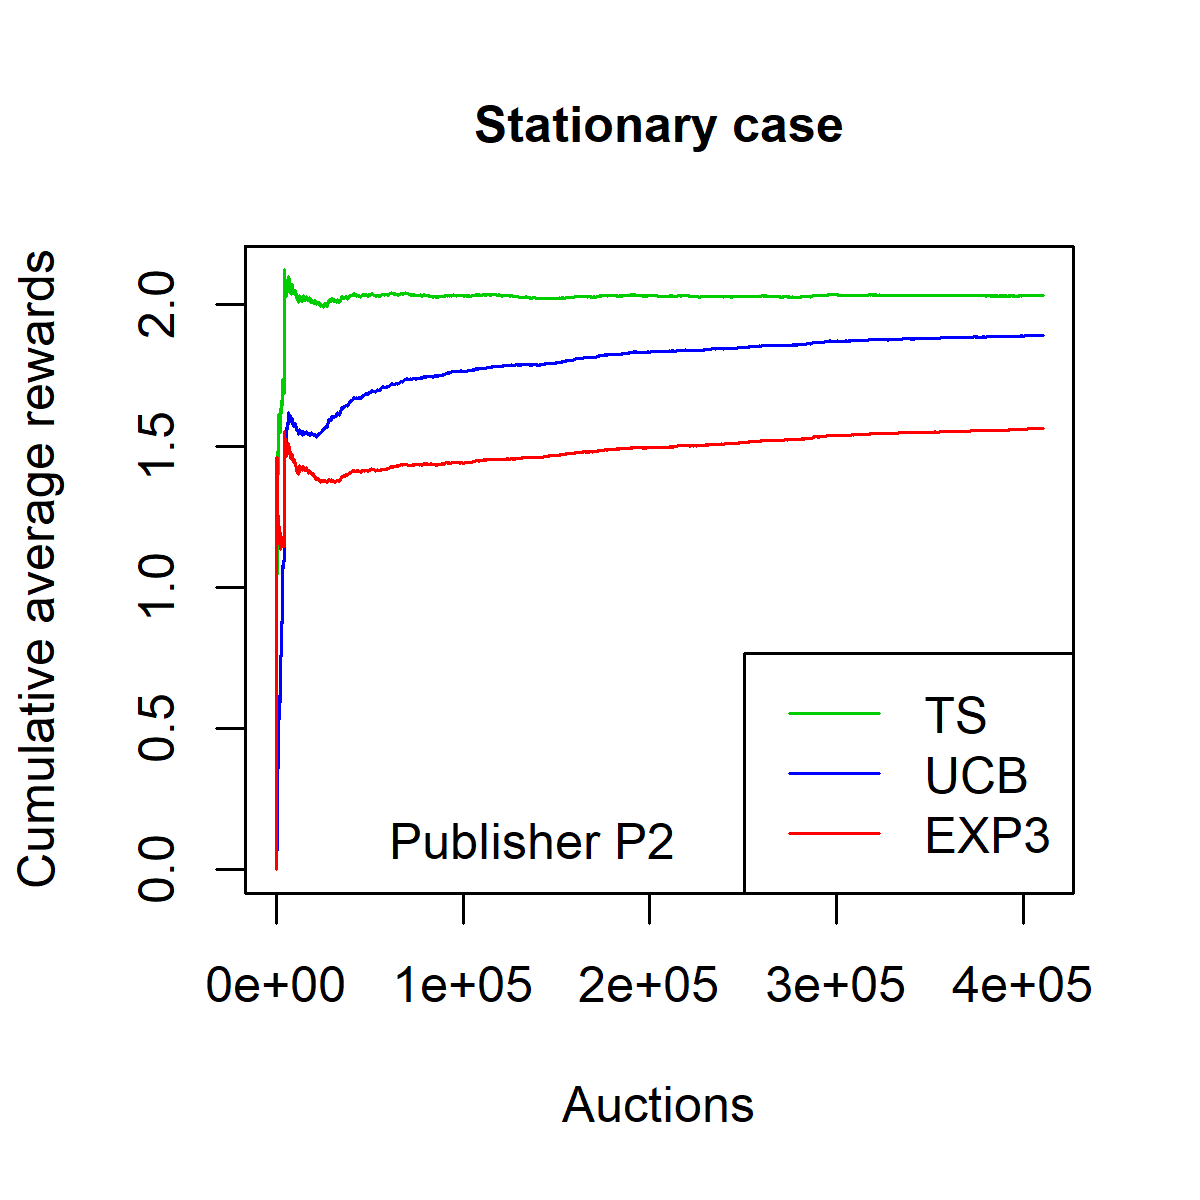 Stationary case
Cumulative average rewards
2.0
1.5
1.0
0.5
0.0
TS
UCB
EXP3
Publisher P2
0e+00 1e+05 2e+05 3e+05 4e+05
Auctions